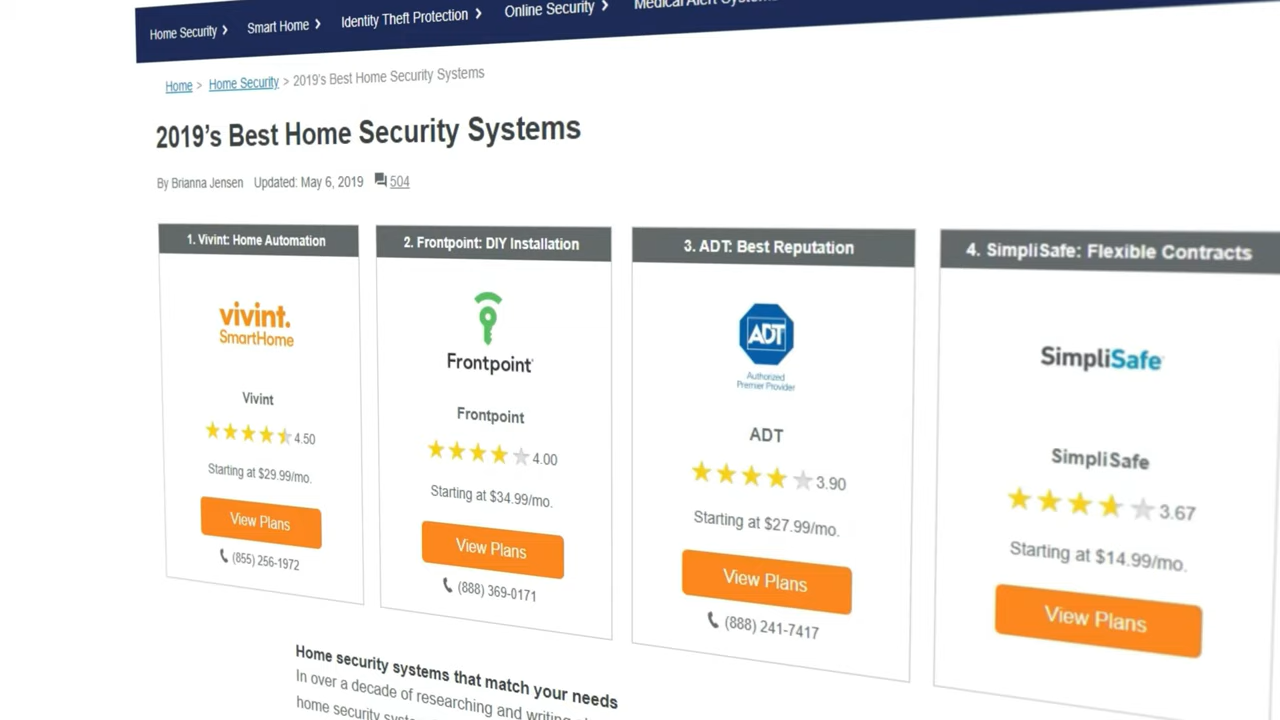 Home Security > Smart Home > Identity Theft Protection > Online Security > Medical Alert Systems
Home > Home Security > 2019's Best Home Security Systems
2019's Best Home Security Systems
By Brianna Jensen Updated: May 6, 2019 504
1. Vivint: Home Automation
vivint.
SmartHome
Vivint
4.50
Starting at $29.99/mo.
View Plans
(855) 256-1972
2. Frontpoint: DIY Installation
Frontpoint
Frontpoint
4.00
Starting at $34.99/mo.
View Plans
(888) 369-0171
3. ADT: Best Reputation
ADT
Authorized
Premier Provider
ADT
3.90
Starting at $27.99/mo.
View Plans
(888) 241-7417
4. SimpliSafe: Flexible Contracts
SimpliSafe
SimpliSafe
3.67
Starting at $14.99/mo.
View Plans
Home security systems that match your needs
In over a decade of researching and writing
home security